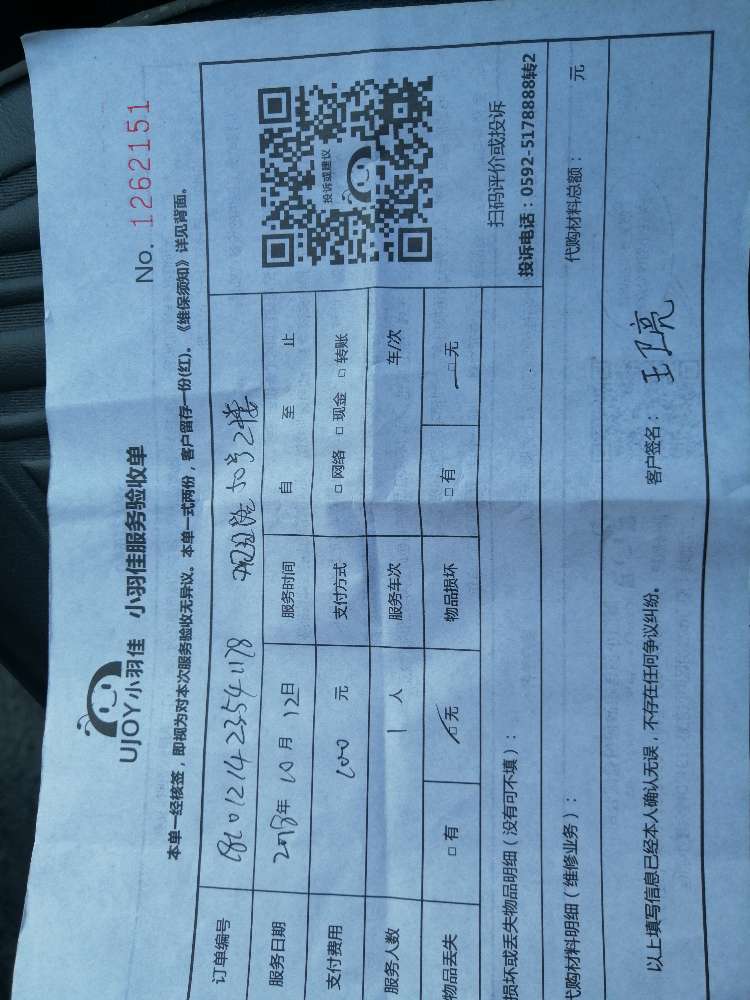 No. 1262151
UJOY小羽佳 小羽佳服务验收单
本单一经核签，即视为对本次服务验收无异议。本单一式两份，客户留存一份(红)。《维保须知》详见背面。
订单编号 1810121423541178 50号2楼
服务日期 2018年 10月 12日 服务时间 自 至 止
支付费用 元 支付方式 □ 网络 □ 现金 □ 转账
服务人数 1 人 服务车次 车/次
物品丢失 □ 有 □ 无 物品损坏 □ 有 □ 无
损坏或丢失物品明细（没有可不填）：
代购材料明细（维修业务）： 代购材料总额： 元
以上填写信息已经本人确认无误，不存在任何争议纠纷。 客户签名：
投诉或建议
扫码评价或投诉
投诉电话：0592-5178888转2